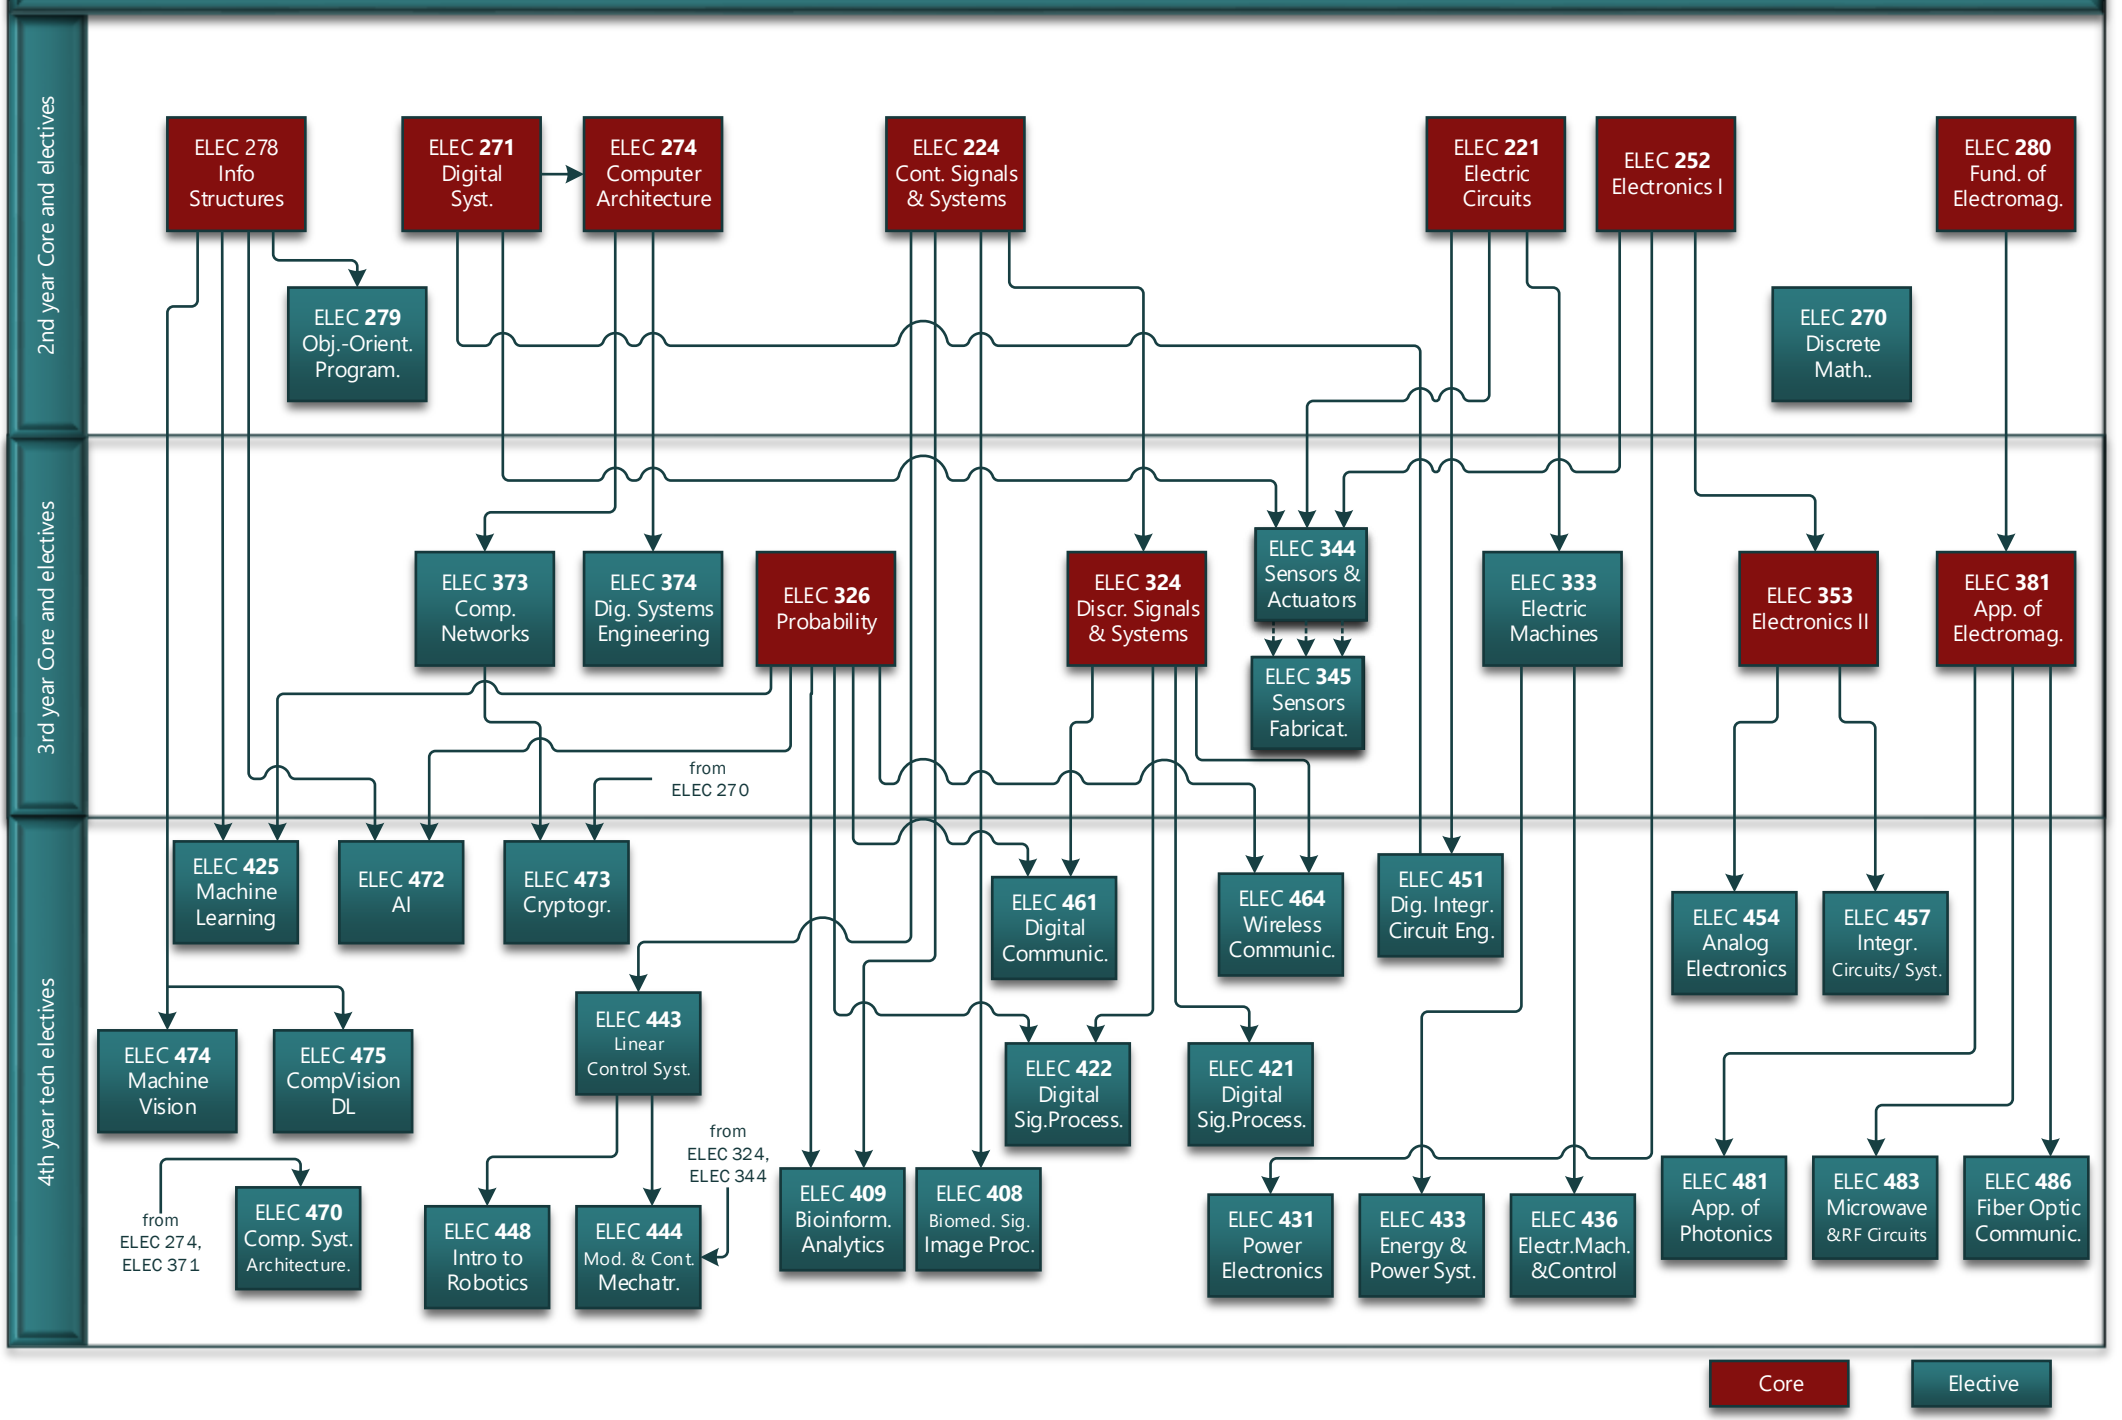 2nd year Core and electives
ELEC 278
Info
Structures
ELEC 271
Digital
Syst.
ELEC 274
Computer
Architecture
ELEC 224
Cont. Signals
& Systems
ELEC 221
Electric
Circuits
ELEC 252
Electronics I
ELEC 280
Fund. of
Electromag.
ELEC 279
Obj.-Orient.
Program.
ELEC 270
Discrete
Math..
3rd year Core and electives
ELEC 373
Comp.
Networks
ELEC 374
Dig. Systems
Engineering
ELEC 326
Probability
ELEC 324
Discr. Signals
& Systems
ELEC 344
Sensors &
Actuators
ELEC 345
Sensors
Fabricat.
ELEC 333
Electric
Machines
ELEC 353
Electronics II
ELEC 381
App. of
Electromag.
from
ELEC 270
4th year tech electives
ELEC 425
Machine
Learning
ELEC 472
AI
ELEC 473
Cryptogr.
ELEC 461
Digital
Communic.
ELEC 464
Wireless
Communic.
ELEC 451
Dig. Integr.
Circuit Eng.
ELEC 454
Analog
Electronics
ELEC 457
Integr.
Circuits/ Syst.
ELEC 474
Machine
Vision
ELEC 475
CompVision
DL
ELEC 443
Linear
Control Syst.
ELEC 422
Digital
Sig.Process.
ELEC 421
Digital
Sig.Process.
from
ELEC 274,
ELEC 371
ELEC 470
Comp. Syst.
Architecture.
ELEC 448
Intro to
Robotics
ELEC 444
Mod. & Cont.
Mechatr.
from
ELEC 324,
ELEC 344
ELEC 409
Bioinform.
Analytics
ELEC 408
Biomed. Sig.
Image Proc.
ELEC 431
Power
Electronics
ELEC 433
Energy &
Power Syst.
ELEC 436
Electr.Mach.
&Control
ELEC 481
App. of
Photonics
ELEC 483
Microwave
&RF Circuits
ELEC 486
Fiber Optic
Communic.
Core
Elective